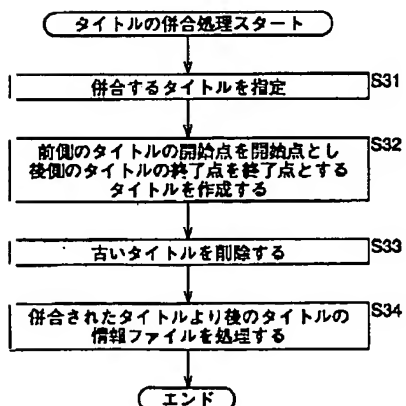 タイトルの併合処理スタート
併合するタイトルを指定
S31
前側のタイトルの開始点を開始点とし
S32
後側のタイトルの終了点を終了点とする
タイトルを作成する
古いタイトルを削除する
S33
併合されたタイトルより後のタイトルの
S34
情報ファイルを処理する
エンド